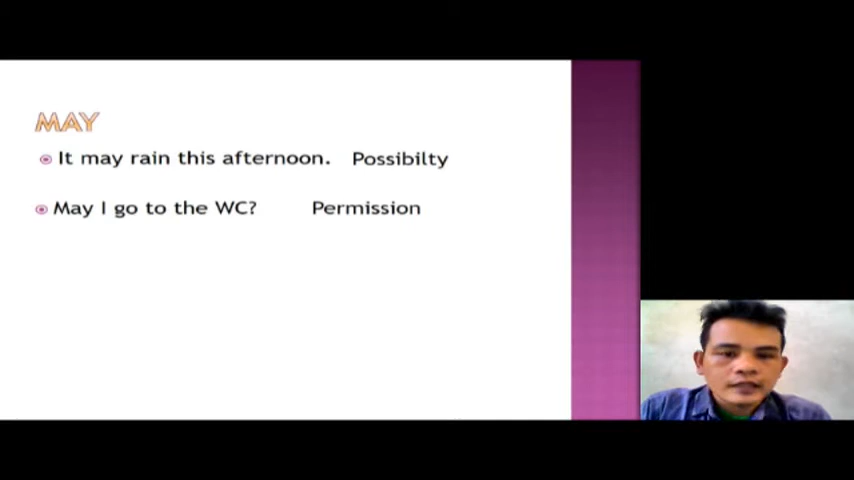 MAY
It may rain this afternoon. Possibilty
May I go to the WC? Permission